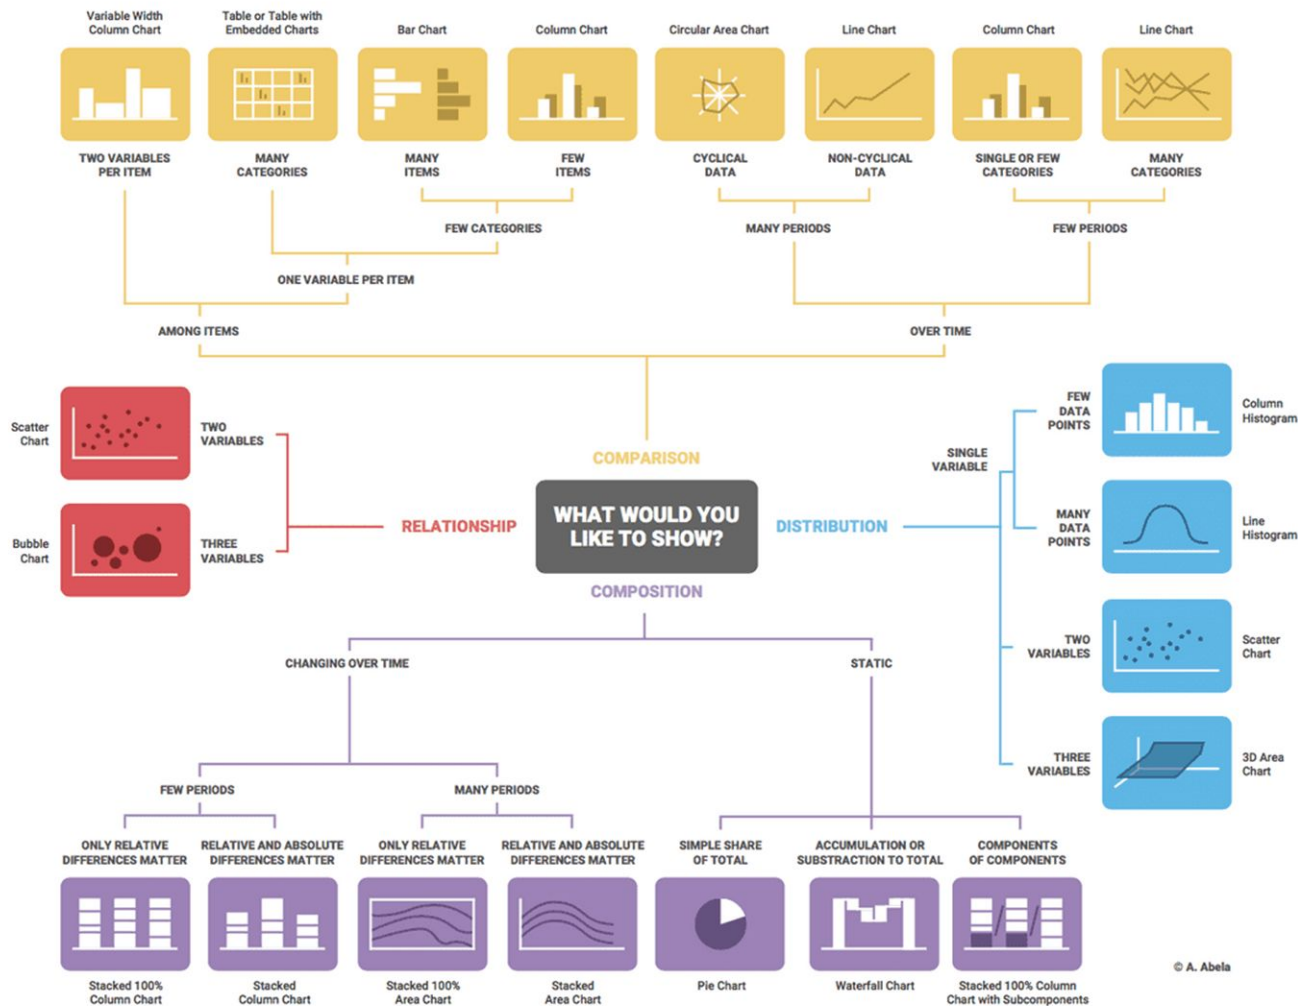 Variable Width
Column Chart
Table or Table with
Embedded Charts
Bar Chart
Column Chart
Circular Area Chart
Line Chart
Column Chart
Line Chart
TWO VARIABLES
PER ITEM
MANY
CATEGORIES
MANY
ITEMS
FEW
ITEMS
CYCLICAL
DATA
NON-CYCLICAL
DATA
SINGLE OR FEW
CATEGORIES
MANY
CATEGORIES
FEW CATEGORIES
MANY PERIODS
FEW PERIODS
ONE VARIABLE PER ITEM
AMONG ITEMS
OVER TIME
COMPARISON
WHAT WOULD YOU
LIKE TO SHOW?
RELATIONSHIP
TWO
VARIABLES
Scatter
Chart
THREE
VARIABLES
Bubble
Chart
DISTRIBUTION
SINGLE
VARIABLE
FEW
DATA
POINTS
Column
Histogram
MANY
DATA
POINTS
Line
Histogram
TWO
VARIABLES
Scatter
Chart
THREE
VARIABLES
3D Area
Chart
COMPOSITION
CHANGING OVER TIME
STATIC
FEW PERIODS
MANY PERIODS
ONLY RELATIVE
DIFFERENCES MATTER
RELATIVE AND ABSOLUTE
DIFFERENCES MATTER
ONLY RELATIVE
DIFFERENCES MATTER
RELATIVE AND ABSOLUTE
DIFFERENCES MATTER
SIMPLE SHARE
OF TOTAL
ACCUMULATION OR
SUBSTRACTION TO TOTAL
COMPONENTS
OF COMPONENTS
Stacked 100%
Column Chart
Stacked
Column Chart
Stacked 100%
Area Chart
Stacked
Area Chart
Pie Chart
Waterfall Chart
Stacked 100% Column
Chart with Subcomponents
© A. Abela